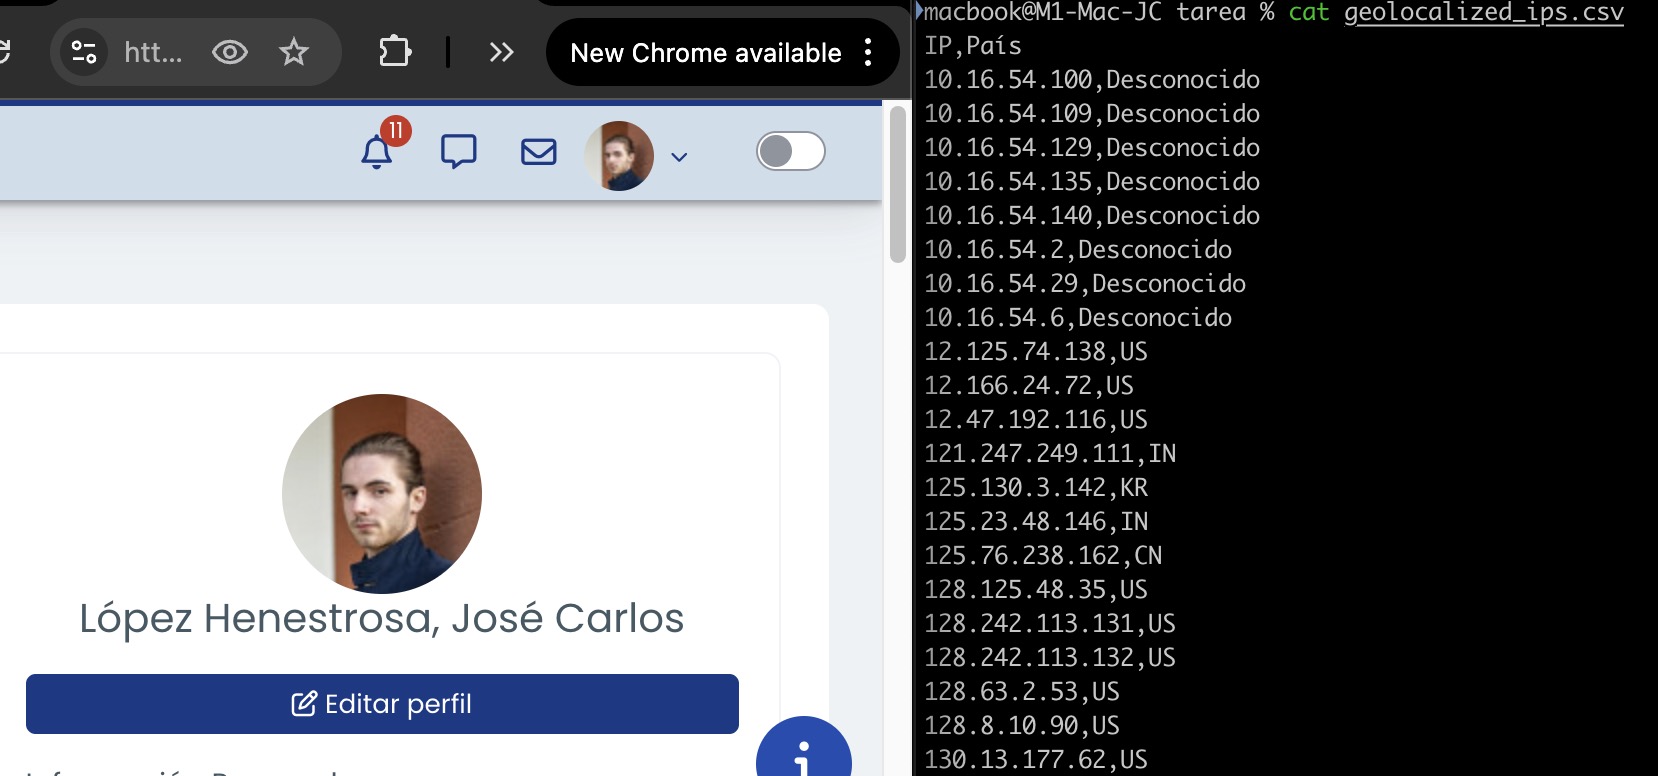 htt...
New Chrome available
11
López Henestrosa, José Carlos
Editar perfil
macbook@M1-Mac-JC tarea % cat geolocalized_ips.csv
IP,País
10.16.54.100,Desconocido
10.16.54.109,Desconocido
10.16.54.129,Desconocido
10.16.54.135,Desconocido
10.16.54.140,Desconocido
10.16.54.2,Desconocido
10.16.54.29,Desconocido
10.16.54.6,Desconocido
12.125.74.138,US
12.166.24.72,US
12.47.192.116,US
121.247.249.111,IN
125.130.3.142,KR
125.23.48.146,IN
125.76.238.162,CN
128.125.48.35,US
128.242.113.131,US
128.242.113.132,US
128.63.2.53,US
128.8.10.90,US
130.13.177.62,US